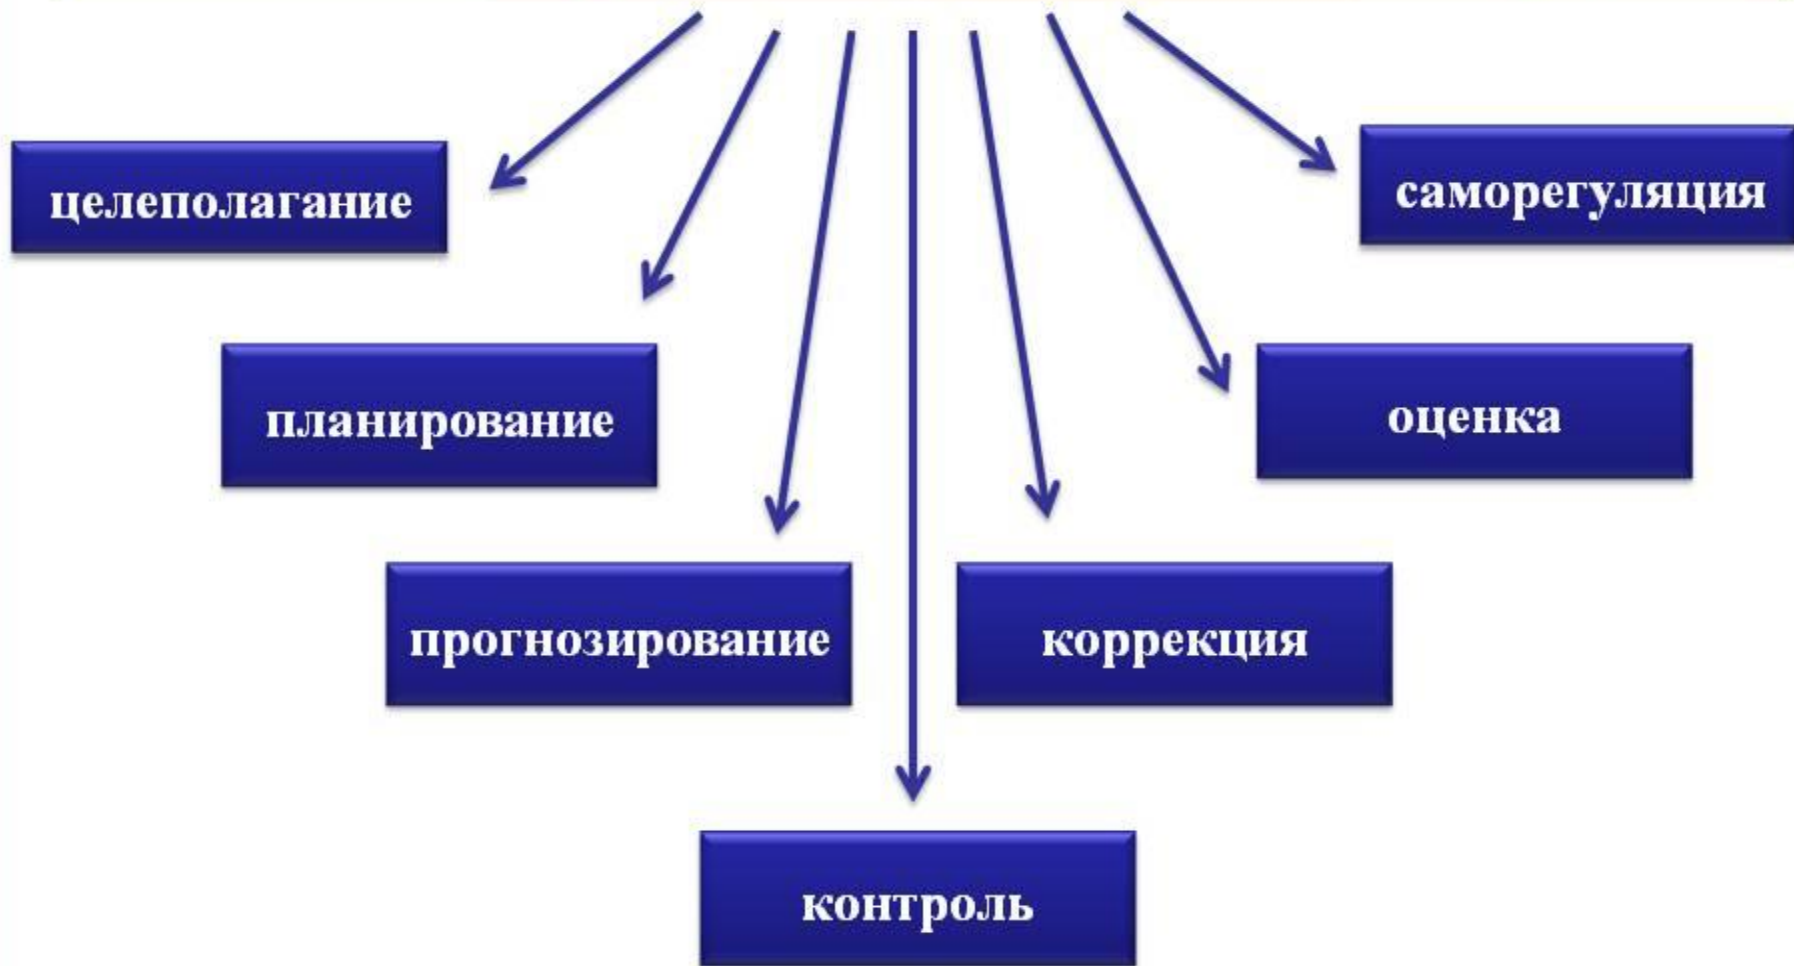 целеполагание
саморегуляция
планирование
оценка
прогнозирование
коррекция
контроль